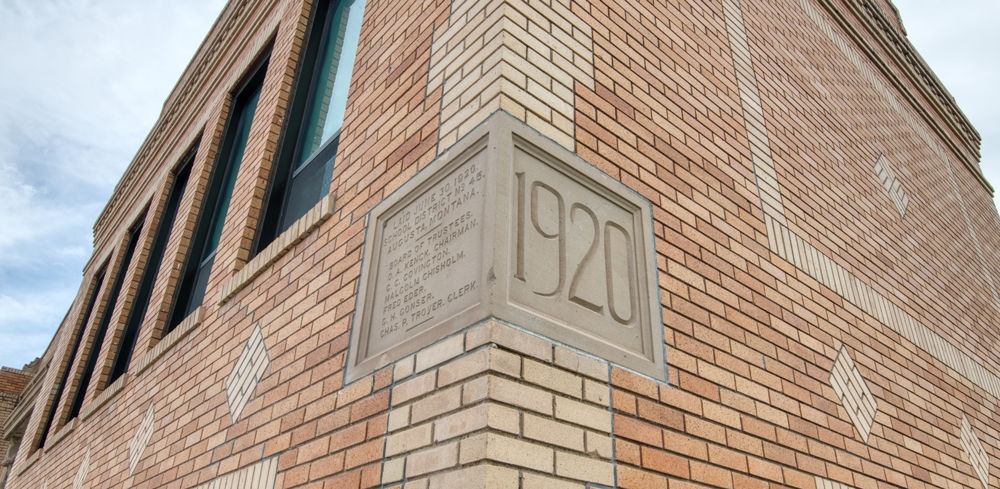 LAID JUNE 30, 1920.
SCHOOL DISTRICT NO 45.
AUGUSTA, MONTANA.
BOARD OF TRUSTEES.
O. A. KENCK, CHAIRMAN.
C. C. COVINGTON.
MALCOLM CHISHOLM.
FRED EDER.
C. H. GONSER.
CHAS. P. TROYER, CLERK.
1920